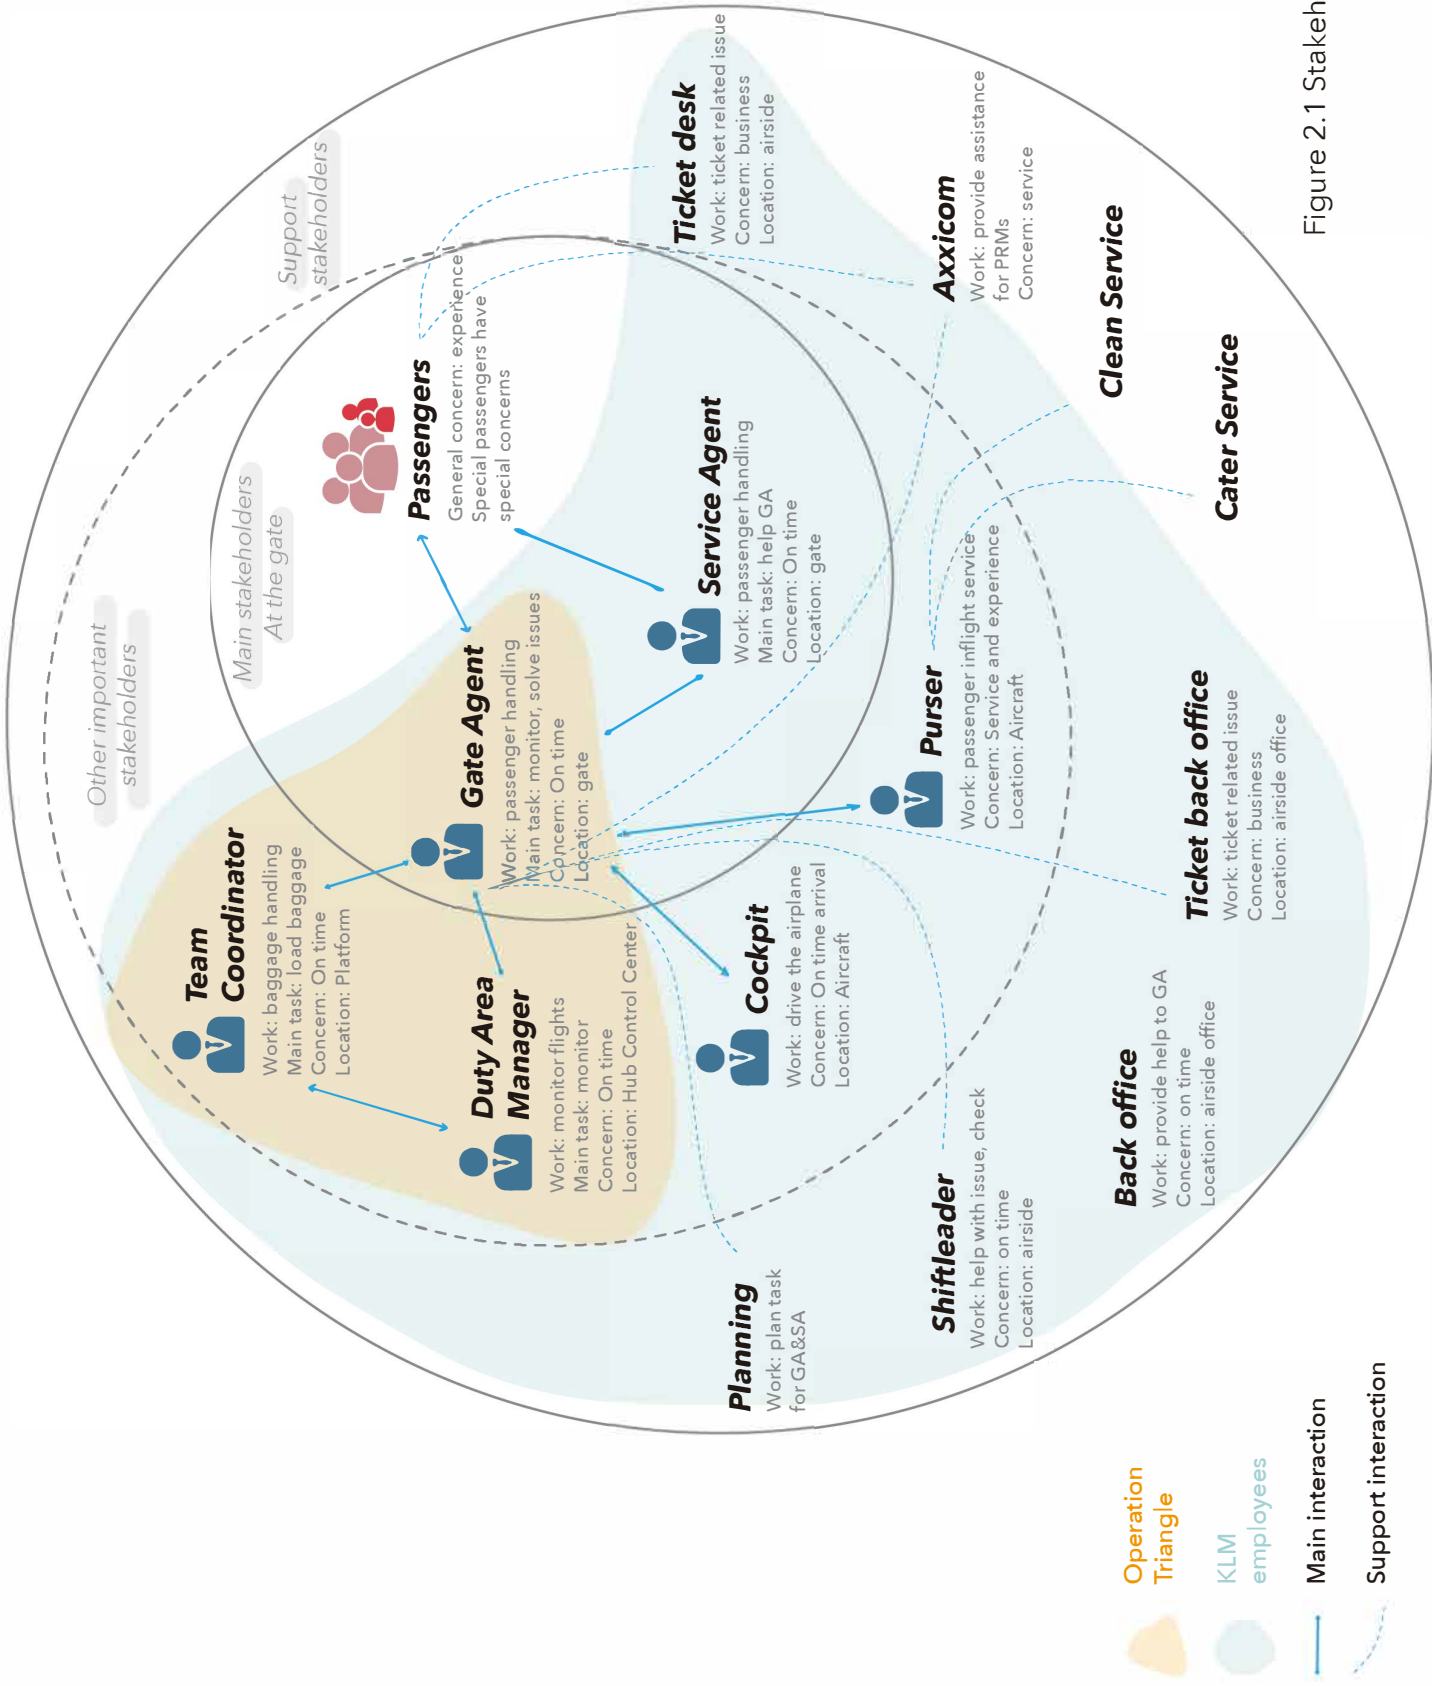 Other important
stakeholders
Support
stakeholders
Main stakeholders
At the gate
Team
Coordinator
Work: baggage handling
Main task: load baggage
Concern: On time
Location: Platform
Passengers
General concern: experience
Special passengers have
special concerns
Gate Agent
Work: passenger handling
Main task: monitor, solve issues
Concern: On time
Location: gate
Duty Area
Manager
Work: monitor flights
Main task: monitor
Concern: On time
Location: Hub Control Center
Ticket desk
Work: ticket related issue
Concern: business
Location: airside
Service Agent
Work: passenger handling
Main task: help GA
Concern: On time
Location: gate
Cockpit
Work: drive the airplane
Concern: On time arrival
Location: Aircraft
Planning
Work: plan task
for GA&SA
Axxicom
Work: provide assistance
for PRMs
Concern: service
Purser
Work: passenger inflight service
Concern: Service and experience
Location: Aircraft
Shiftleader
Work: help with issue, check
Concern: on time
Location: airside
Clean Service
Cater Service
Ticket back office
Work: ticket related issue
Concern: business
Location: airside office
Back office
Work: provide help to GA
Concern: on time
Location: airside office
Operation
Triangle
KLM
employees
Main interaction
Support interaction
Figure 2.1 Stakeh